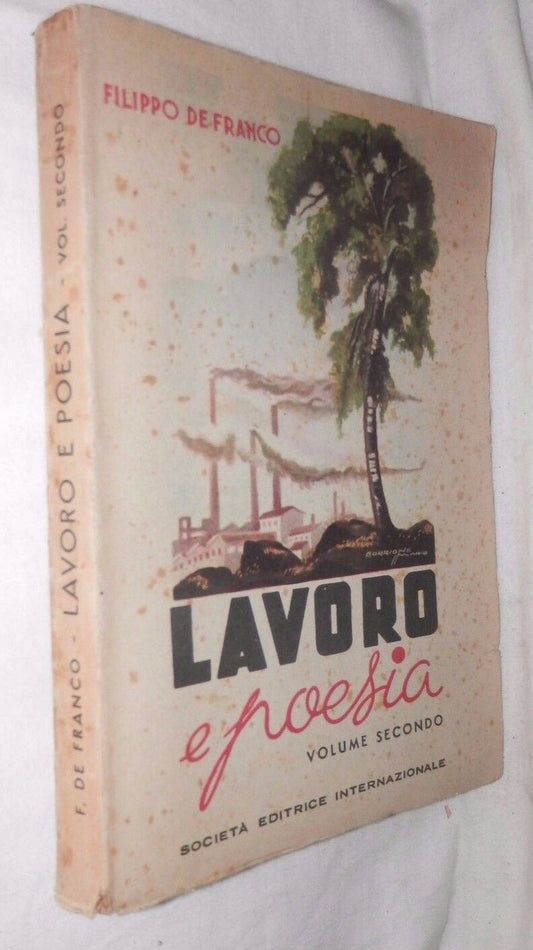 F. DE FRANCO - LAVORO E POESIA - VOL. SECONDO
FILIPPO DE FRANCO
LAVORO
e poesia
VOLUME SECONDO
SOCIETÀ EDITRICE INTERNAZIONALE